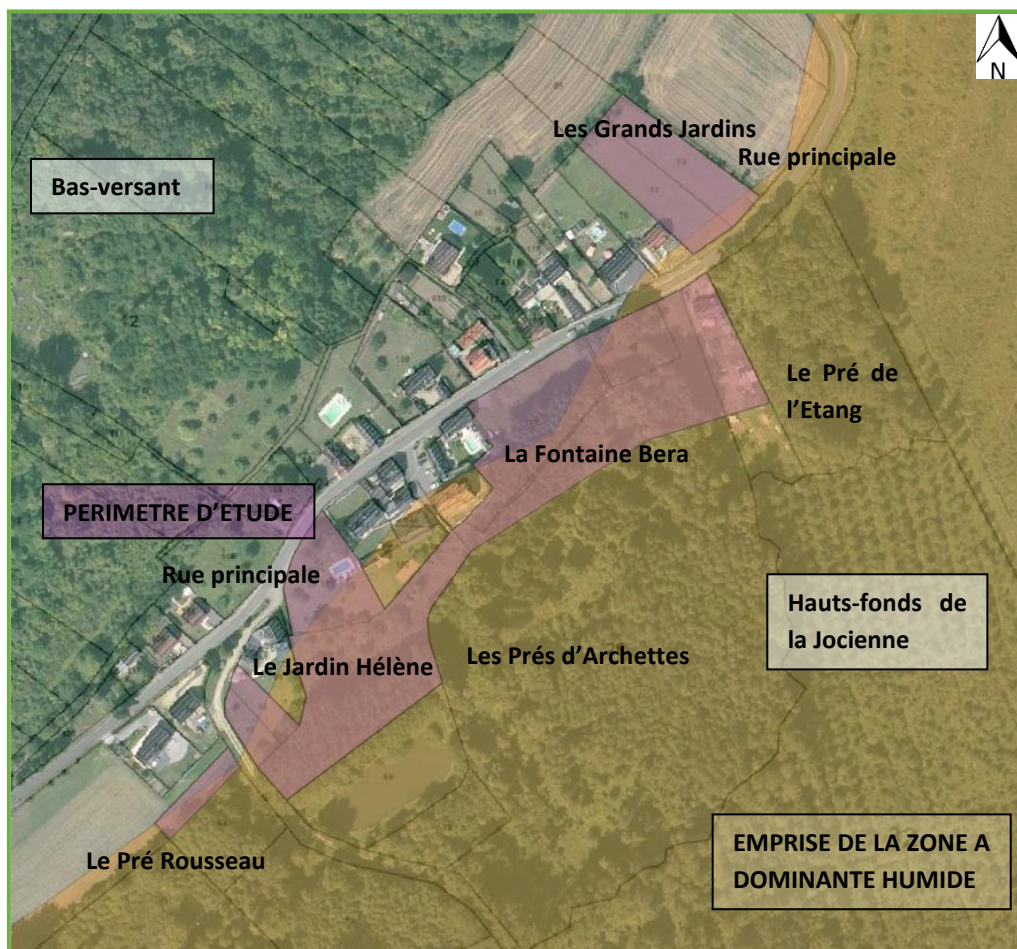 N
Les Grands Jardins
Rue principale
Bas-versant
12
Le Pré de
l'Etang
La Fontaine Bera
PERIMETRE D'ETUDE
Rue principale
Hauts-fonds de
la Jocienne
Les Prés d'Archettes
Le Jardin Hélène
EMPRISE DE LA ZONE A
DOMINANTE HUMIDE
Le Pré Rousseau